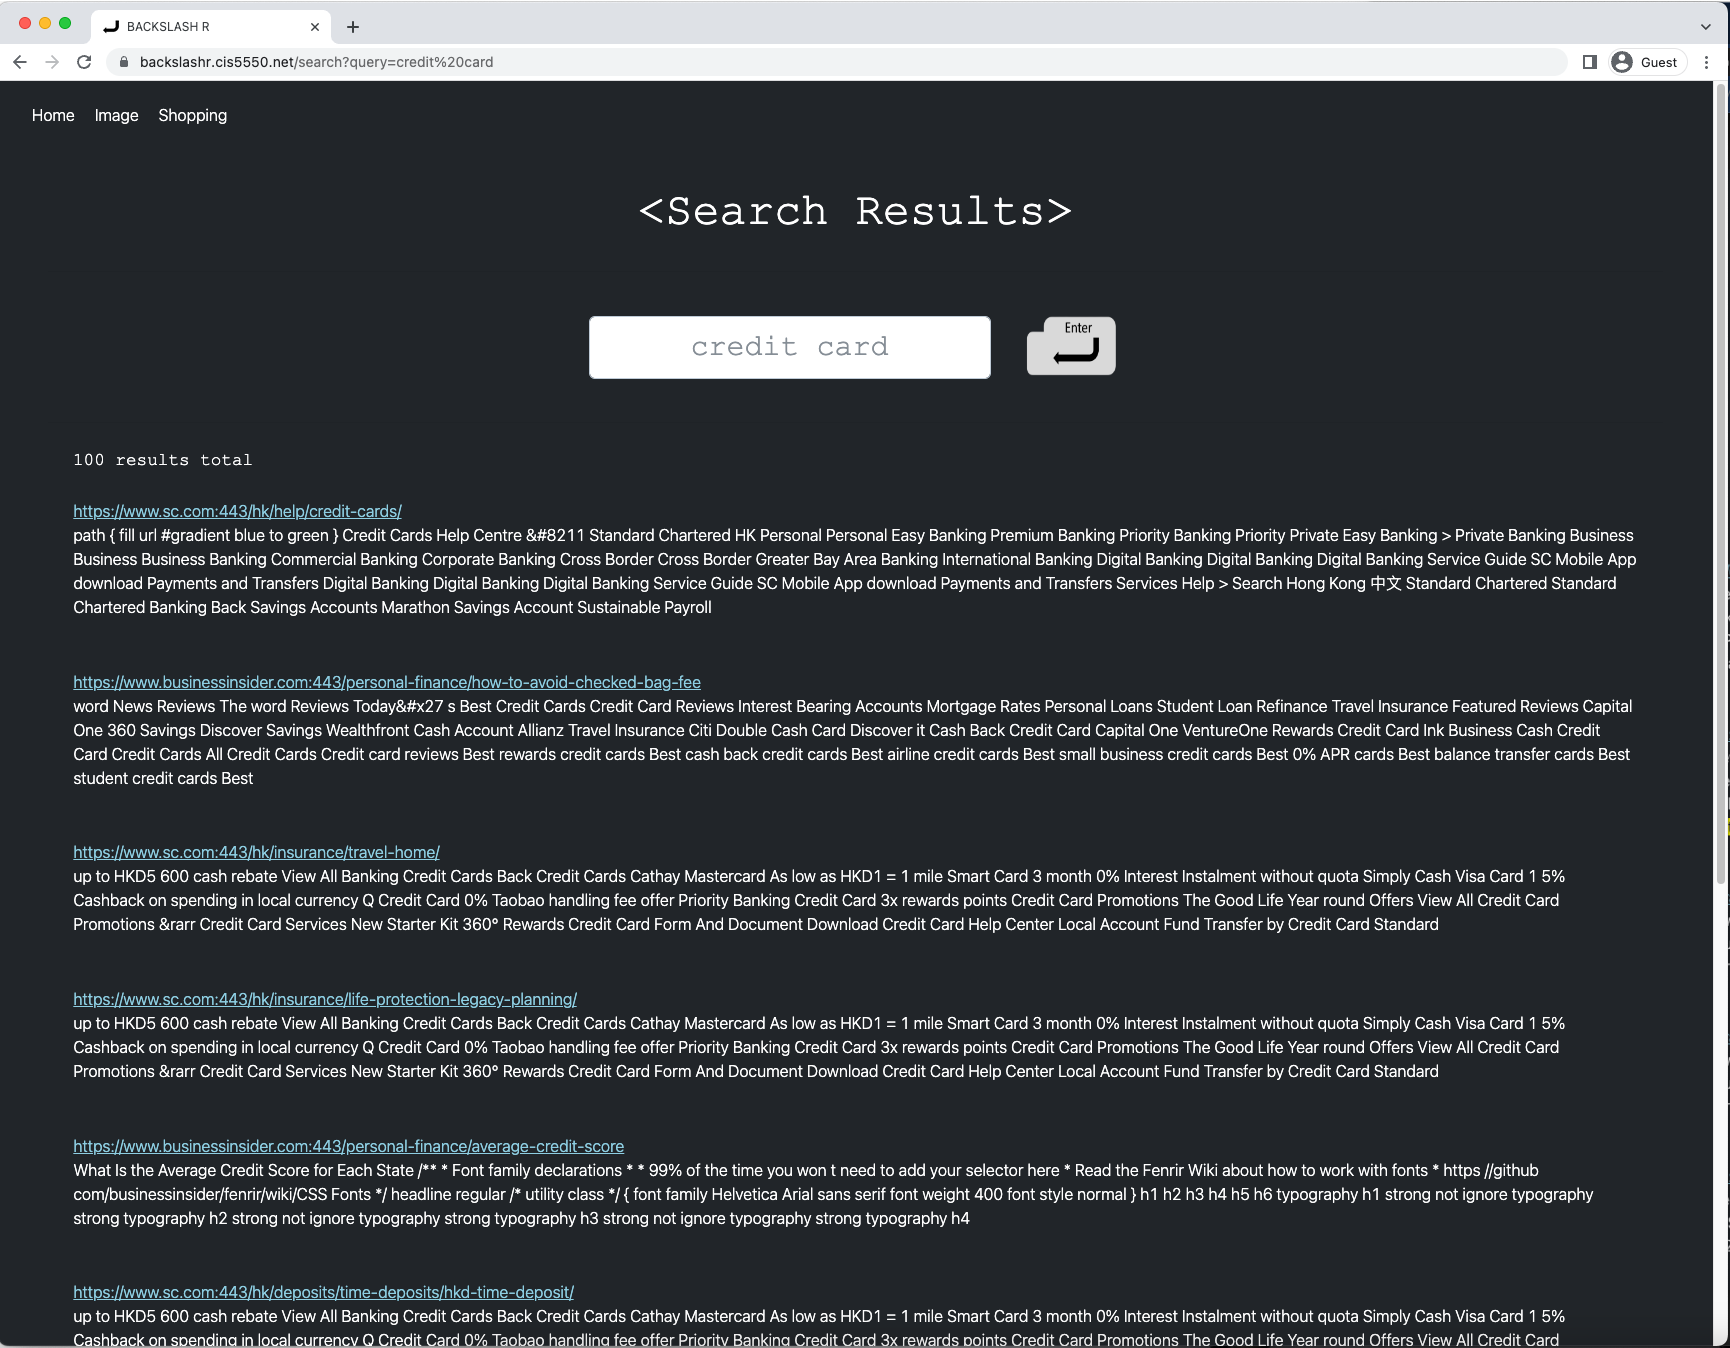 BACKSLASH R
backslashr.cis5550.net/search?query=credit%20card
Guest
Home Image Shopping
<Search Results>
credit card
Enter
100 results total
https://www.sc.com:443/hk/help/credit-cards/
path { fill url #gradient blue to green } Credit Cards Help Centre &#8211 Standard Chartered HK Personal Personal Easy Banking Premium Banking Priority Banking Priority Private Easy Banking > Private Banking Business
Business Business Banking Commercial Banking Corporate Banking Cross Border Cross Border Greater Bay Area Banking International Banking Digital Banking Digital Banking Digital Banking Service Guide SC Mobile App
download Payments and Transfers Digital Banking Digital Banking Digital Banking Service Guide SC Mobile App download Payments and Transfers Services Help > Search Hong Kong 中文 Standard Chartered Standard
Chartered Banking Back Savings Accounts Marathon Savings Account Sustainable Payroll
https://www.businessinsider.com:443/personal-finance/how-to-avoid-checked-bag-fee
word News Reviews The word Reviews Today&#x27 s Best Credit Cards Credit Card Reviews Interest Bearing Accounts Mortgage Rates Personal Loans Student Loan Refinance Travel Insurance Featured Reviews Capital
One 360 Savings Discover Savings Wealthfront Cash Account Allianz Travel Insurance Citi Double Cash Card Discover it Cash Back Credit Card Capital One VentureOne Rewards Credit Card Ink Business Cash Credit
Card Credit Cards All Credit Cards Credit card reviews Best rewards credit cards Best cash back credit cards Best airline credit cards Best small business credit cards Best 0% APR cards Best balance transfer cards Best
student credit cards Best
https://www.sc.com:443/hk/insurance/travel-home/
up to HKD5 600 cash rebate View All Banking Credit Cards Back Credit Cards Cathay Mastercard As low as HKD1 = 1 mile Smart Card 3 month 0% Interest Instalment without quota Simply Cash Visa Card 1 5%
Cashback on spending in local currency Q Credit Card 0% Taobao handling fee offer Priority Banking Credit Card 3x rewards points Credit Card Promotions The Good Life Year round Offers View All Credit Card
Promotions &rarr Credit Card Services New Starter Kit 360° Rewards Credit Card Form And Document Download Credit Card Help Center Local Account Fund Transfer by Credit Card Standard
https://www.sc.com:443/hk/insurance/life-protection-legacy-planning/
up to HKD5 600 cash rebate View All Banking Credit Cards Back Credit Cards Cathay Mastercard As low as HKD1 = 1 mile Smart Card 3 month 0% Interest Instalment without quota Simply Cash Visa Card 1 5%
Cashback on spending in local currency Q Credit Card 0% Taobao handling fee offer Priority Banking Credit Card 3x rewards points Credit Card Promotions The Good Life Year round Offers View All Credit Card
Promotions &rarr Credit Card Services New Starter Kit 360° Rewards Credit Card Form And Document Download Credit Card Help Center Local Account Fund Transfer by Credit Card Standard
https://www.businessinsider.com:443/personal-finance/average-credit-score
What Is the Average Credit Score for Each State /** * Font family declarations * * 99% of the time you won t need to add your selector here * Read the Fenrir Wiki about how to work with fonts * https //github
com/businessinsider/fenrir/wiki/CSS Fonts */ headline regular /* utility class */ { font family Helvetica Arial sans serif font weight 400 font style normal } h1 h2 h3 h4 h5 h6 typography h1 strong not ignore typography
strong typography h2 strong not ignore typography strong typography h3 strong not ignore typography strong typography h4
https://www.sc.com:443/hk/deposits/time-deposits/hkd-time-deposit/
up to HKD5 600 cash rebate View All Banking Credit Cards Back Credit Cards Cathay Mastercard As low as HKD1 = 1 mile Smart Card 3 month 0% Interest Instalment without quota Simply Cash Visa Card 1 5%
Cashback on spending in local currency Q Credit Card 0% Taobao handling fee offer Priority Banking Credit Card 3x rewards points Credit Card Promotions The Good Life Year round Offers View All Credit Card